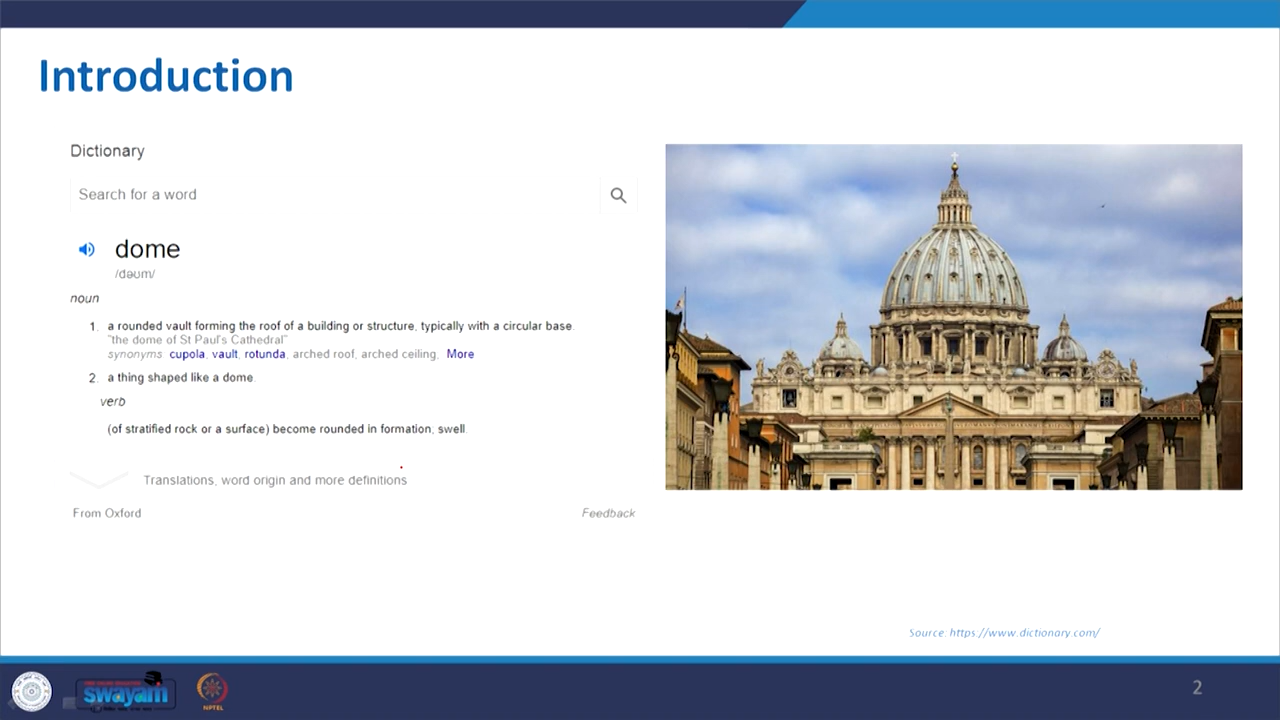 Introduction
Dictionary
Search for a word
dome
/dəʊm/
noun
1. a rounded vault forming the roof of a building or structure, typically with a circular base.
"the dome of St Paul's Cathedral"
synonyms: cupola, vault, rotunda, arched roof, arched ceiling, More
2. a thing shaped like a dome.
verb
(of stratified rock or a surface) become rounded in formation; swell.
Translations, word origin and more definitions
From Oxford
Feedback
Source: https://www.dictionary.com/
swayam
NPTEL
2